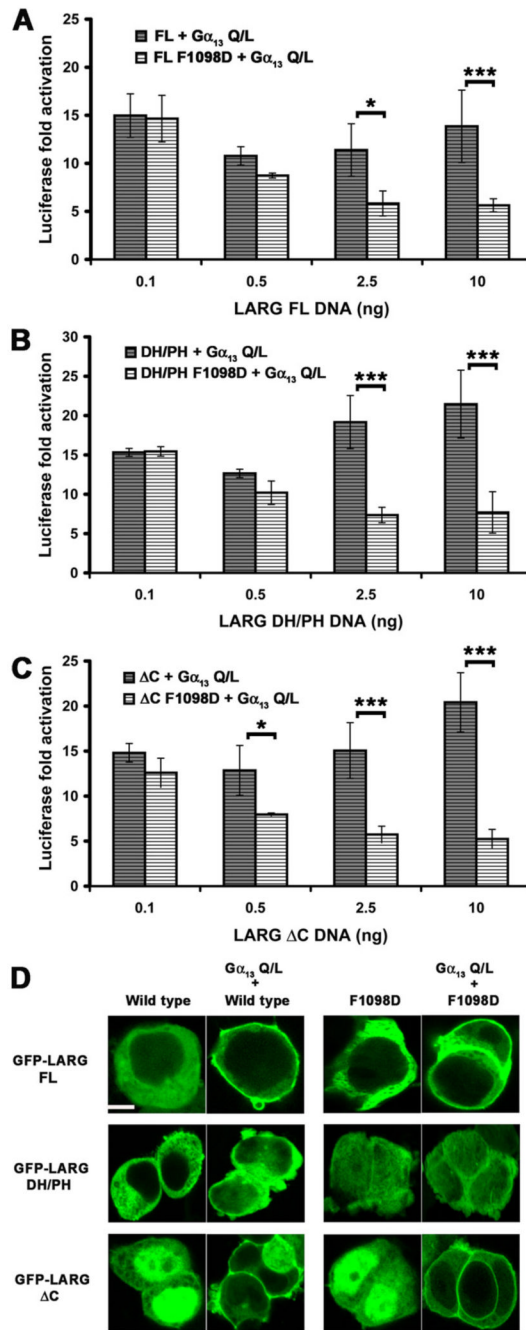 A
FL + Gα13 Q/L
FL F1098D + Gα13 Q/L
Luciferase fold activation
25
20
15
10
5
0
*
***
0.1 0.5 2.5 10
LARG FL DNA (ng)
B
DH/PH + Gα13 Q/L
DH/PH F1098D + Gα13 Q/L
Luciferase fold activation
30
25
20
15
10
5
0
***
***
0.1 0.5 2.5 10
LARG DH/PH DNA (ng)
C
ΔC + Gα13 Q/L
ΔC F1098D + Gα13 Q/L
Luciferase fold activation
25
20
15
10
5
0
*
***
***
0.1 0.5 2.5 10
LARG ΔC DNA (ng)
D
Wild type
Gα13 Q/L
+
Wild type
F1098D
Gα13 Q/L
+
F1098D
GFP-LARG
FL
GFP-LARG
DH/PH
GFP-LARG
ΔC